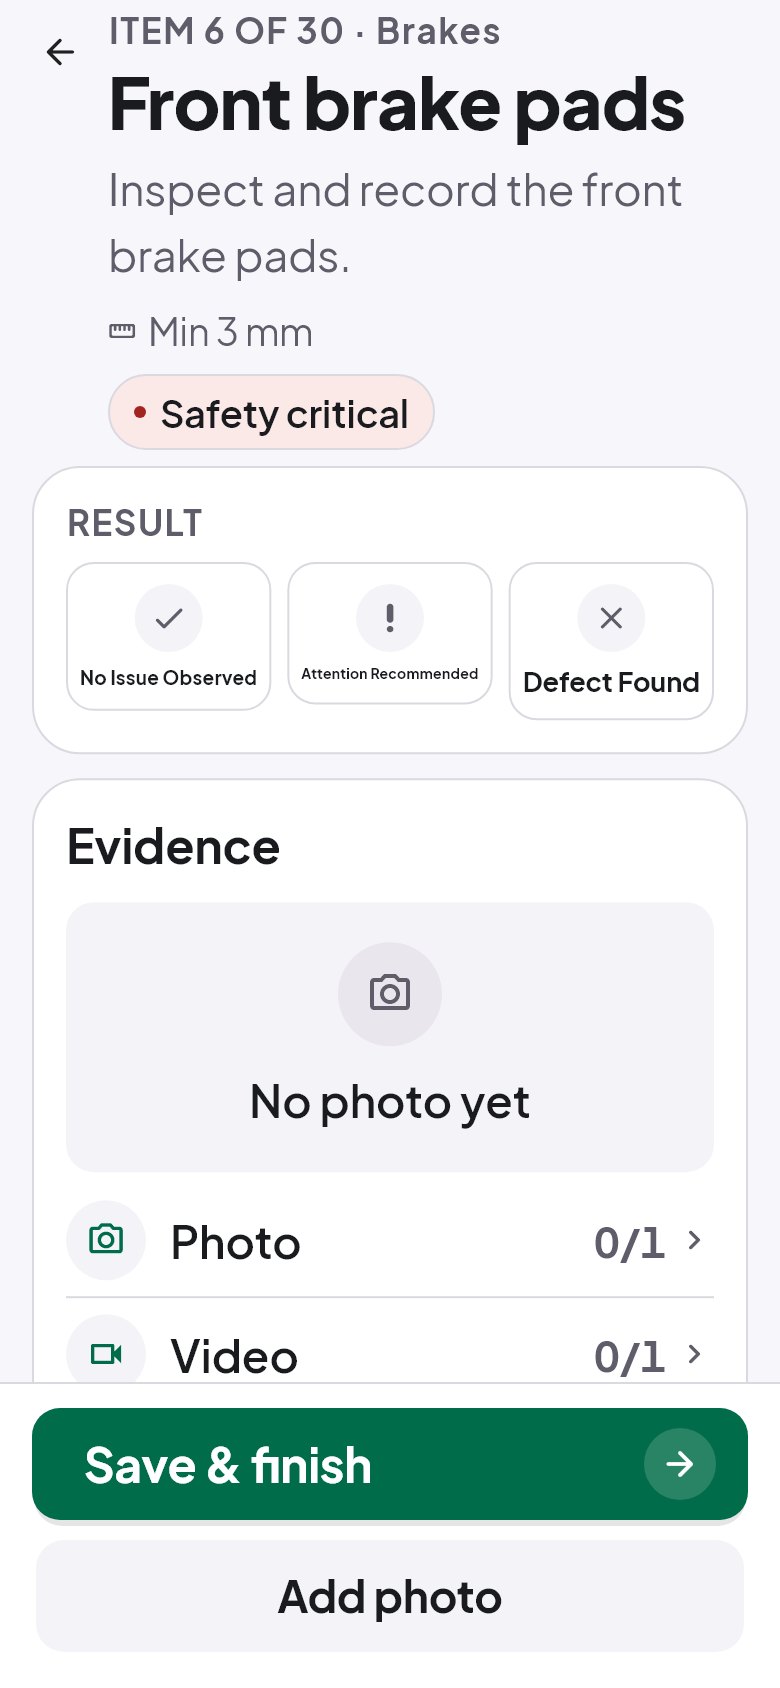 ITEM 6 OF 30 · Brakes
Front brake pads
Inspect and record the front
brake pads.
Min 3 mm
Safety critical
RESULT
No Issue Observed
Attention Recommended
Defect Found
Evidence
No photo yet
Photo 0/1
Video 0/1
Save & finish
Add photo